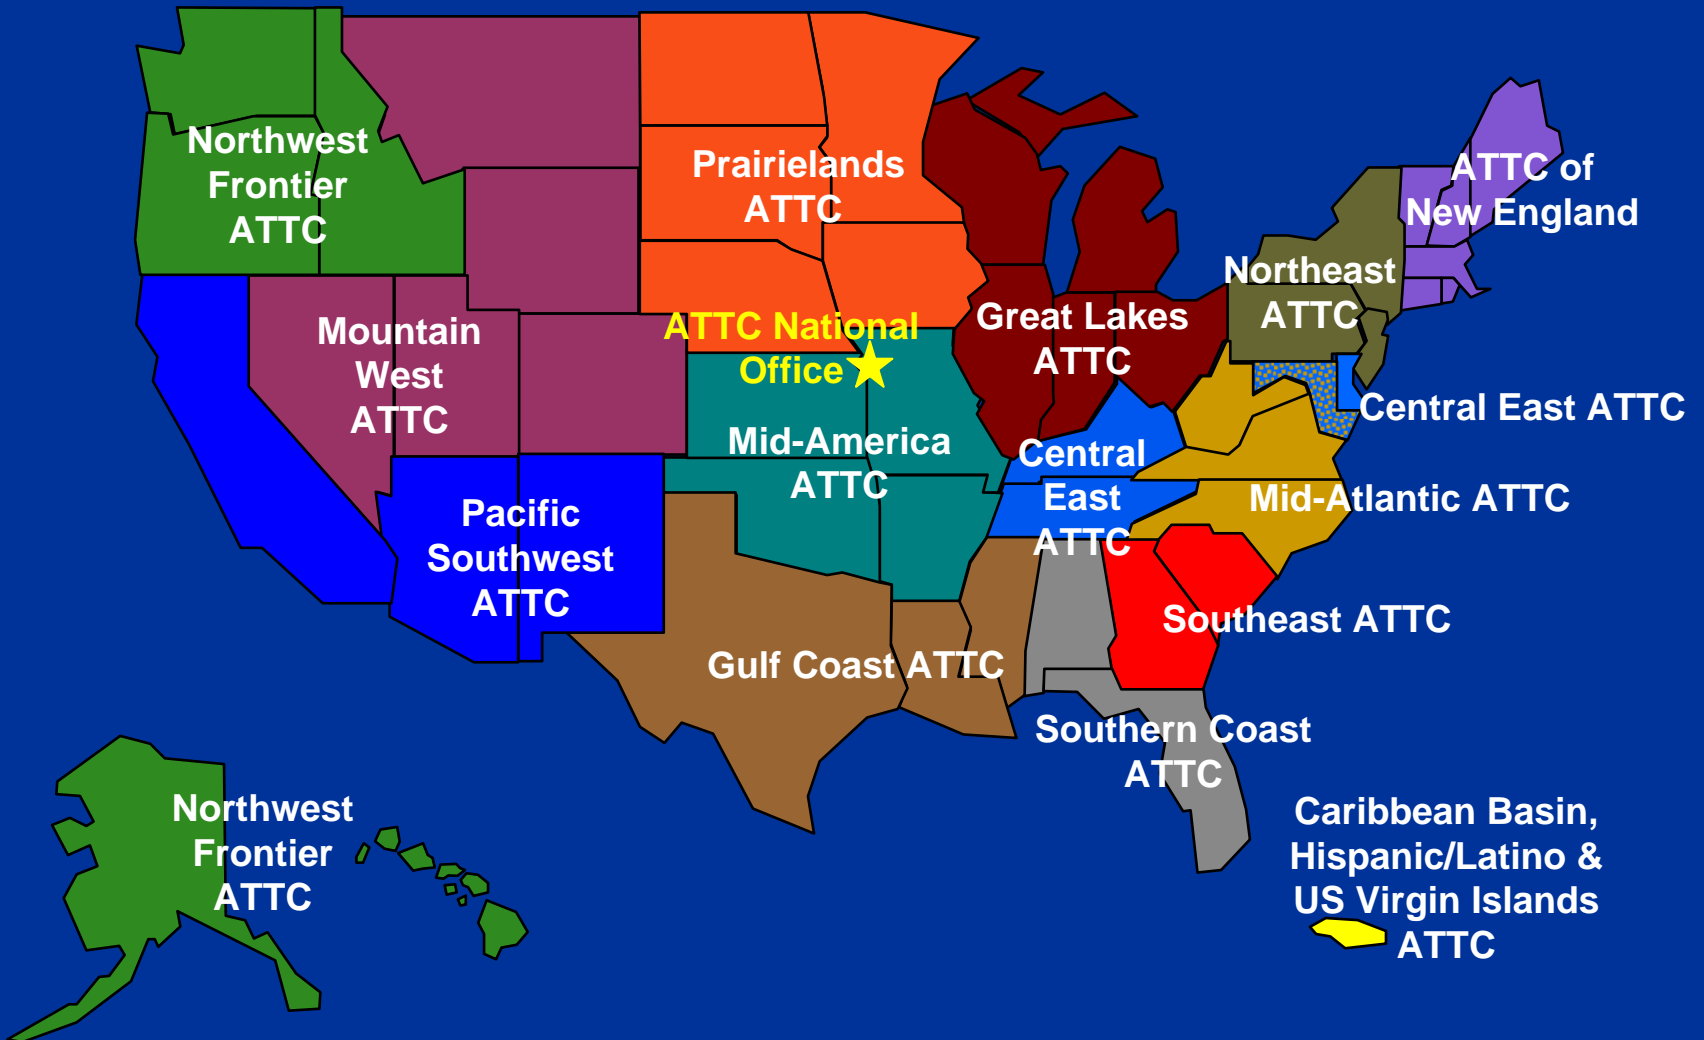 Northwest
Frontier
ATTC
Prairielands
ATTC
ATTC of
New England
Northeast
ATTC
Mountain
West
ATTC
ATTC National
Office
Great Lakes
ATTC
Central East ATTC
Mid-America
ATTC
Central
East
ATTC
Mid-Atlantic ATTC
Pacific
Southwest
ATTC
Southeast ATTC
Gulf Coast ATTC
Southern Coast
ATTC
Northwest
Frontier
ATTC
Caribbean Basin,
Hispanic/Latino &
US Virgin Islands
ATTC